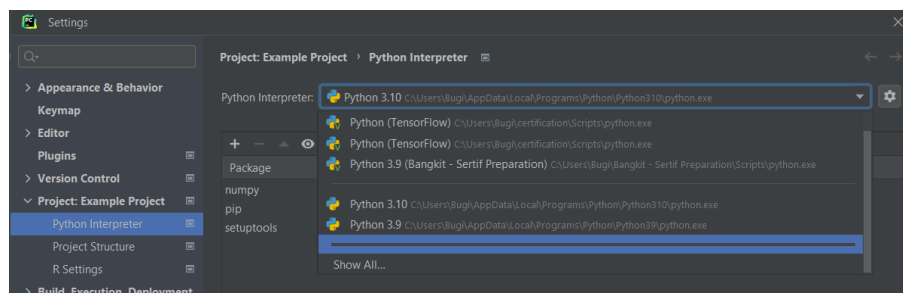 PC Settings
Project: Example Project > Python Interpreter
> Appearance & Behavior
Keymap
> Editor
Plugins
> Version Control
Project: Example Project
Python Interpreter
Project Structure
R Settings
> Build, Execution, Deployment
Python Interpreter: Python 3.10 C:\Users\Bugi\AppData\Local\Programs\Python\Python310\python.exe
Python (TensorFlow) C:\Users\Bugi\certification\Scripts\python.exe
Python (TensorFlow) C:\Users\Bugi\certification\Scripts\python.exe
Python 3.9 (Bangkit - Sertif Preparation) C:\Users\Bugi\Bangkit - Sertif Preparation\Scripts\python.exe
Python 3.10 C:\Users\Bugi\AppData\Local\Programs\Python\Python310\python.exe
Python 3.9 C:\Users\Bugi\AppData\Local\Programs\Python\Python39\python.exe
Show All...
Package
numpy
pip
setuptools